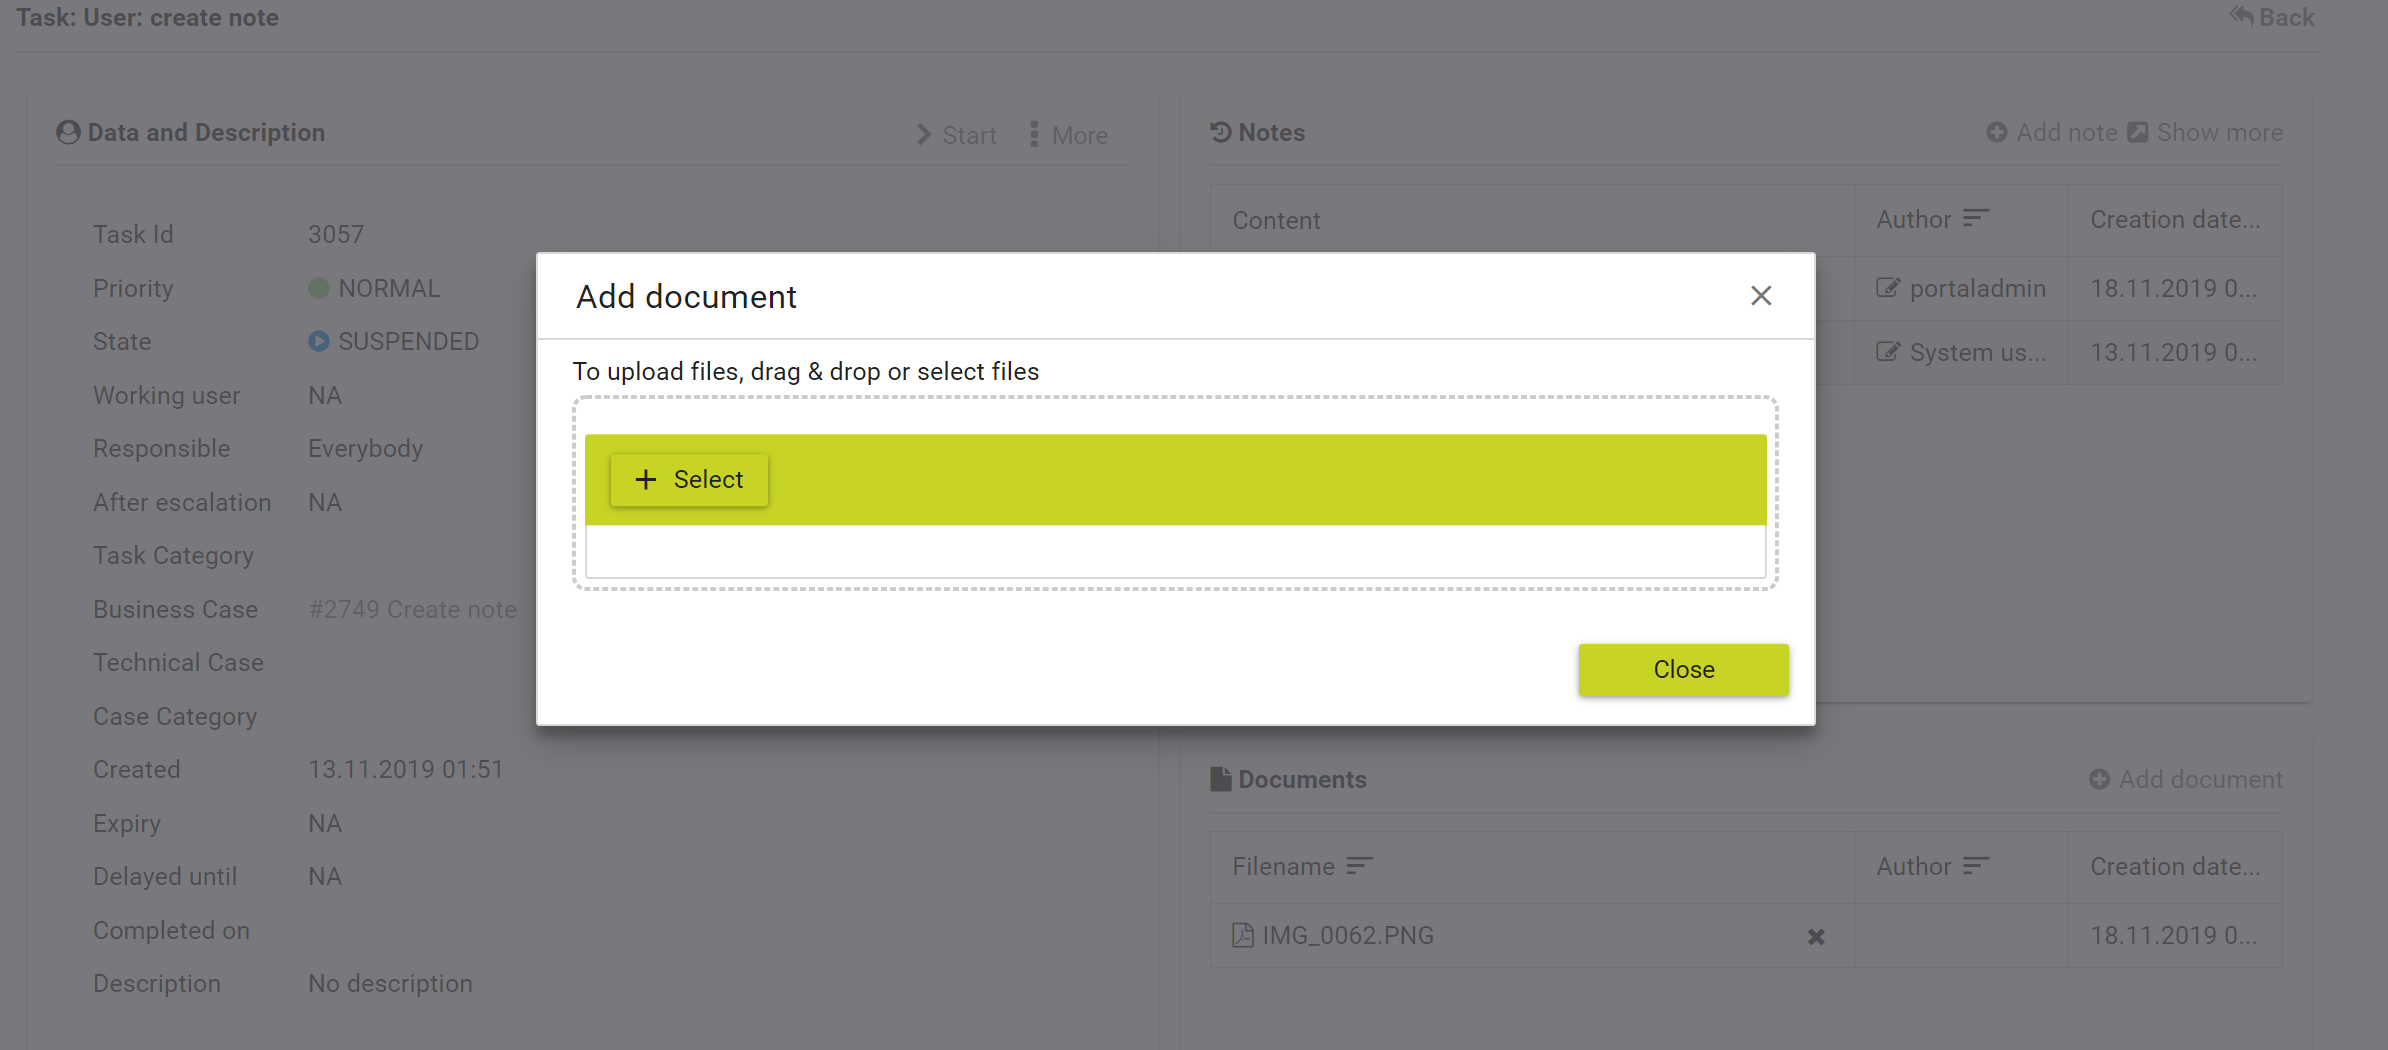 Task: User: create note
Back
Data and Description
Start
More
Task Id 3057
Priority NORMAL
State SUSPENDED
Working user NA
Responsible Everybody
After escalation NA
Task Category
Business Case #2749 Create note
Technical Case
Case Category
Created 13.11.2019 01:51
Expiry NA
Delayed until NA
Completed on
Description No description
Notes
Add note
Show more
Content Author Creation date...
portaladmin 18.11.2019 0...
System us... 13.11.2019 0...
Add document
To upload files, drag & drop or select files
Select
Close
Documents
Add document
Filename Author Creation date...
IMG_0062.PNG 18.11.2019 0...